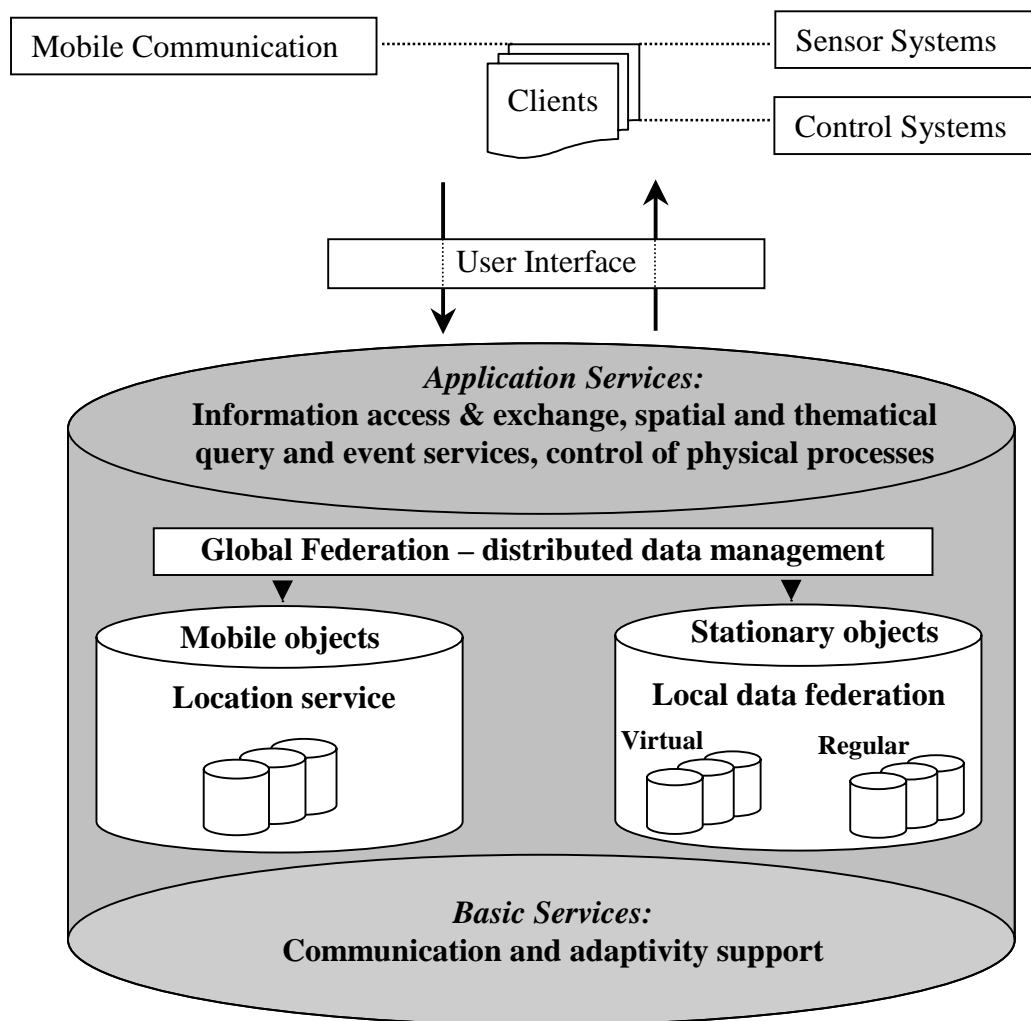 Mobile Communication
Sensor Systems
Clients
Control Systems
User Interface
Application Services:
Information access & exchange, spatial and thematical
query and event services, control of physical processes
Global Federation – distributed data management
Mobile objects
Stationary objects
Location service
Local data federation
Virtual
Regular
Basic Services:
Communication and adaptivity support